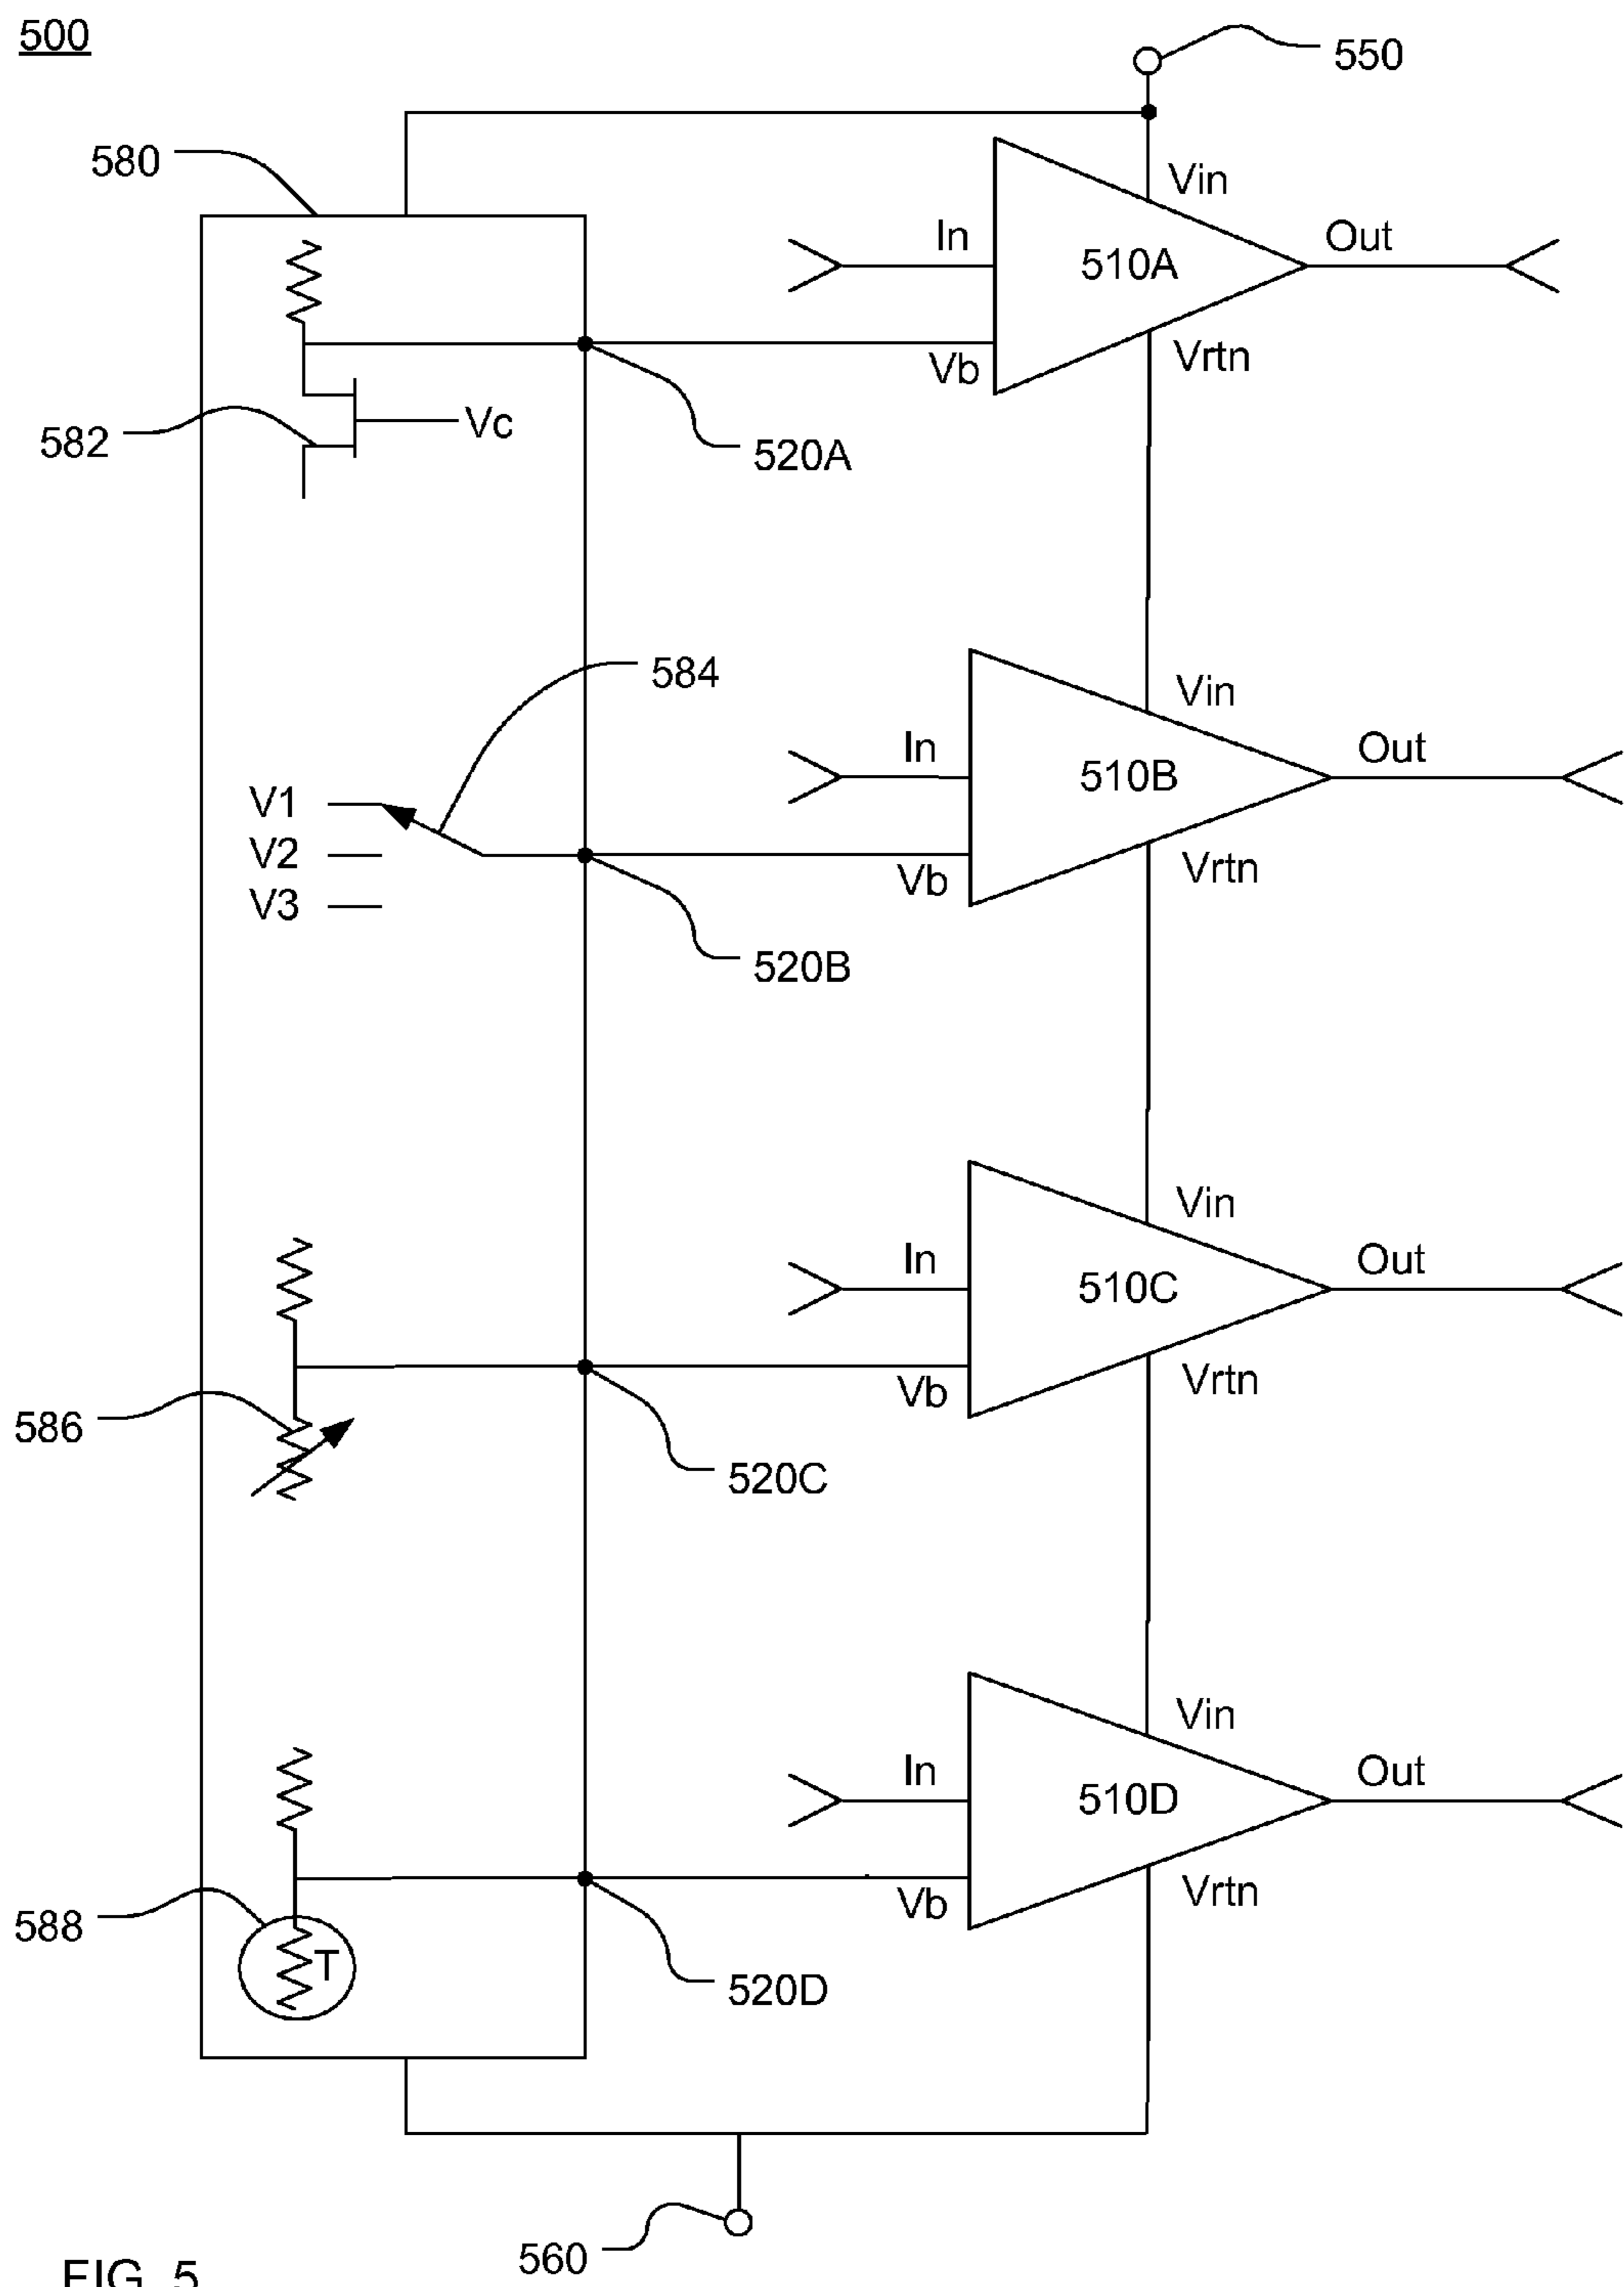 500
550
580
Vin
In
510A
Out
Vb
Vrtn
Vc
582
520A
584
Vin
In
510B
Out
V1
V2
V3
Vb
Vrtn
520B
Vin
In
510C
Out
Vb
Vrtn
586
520C
Vin
In
510D
Out
Vb
Vrtn
588
T
520D
560
FIG. 5